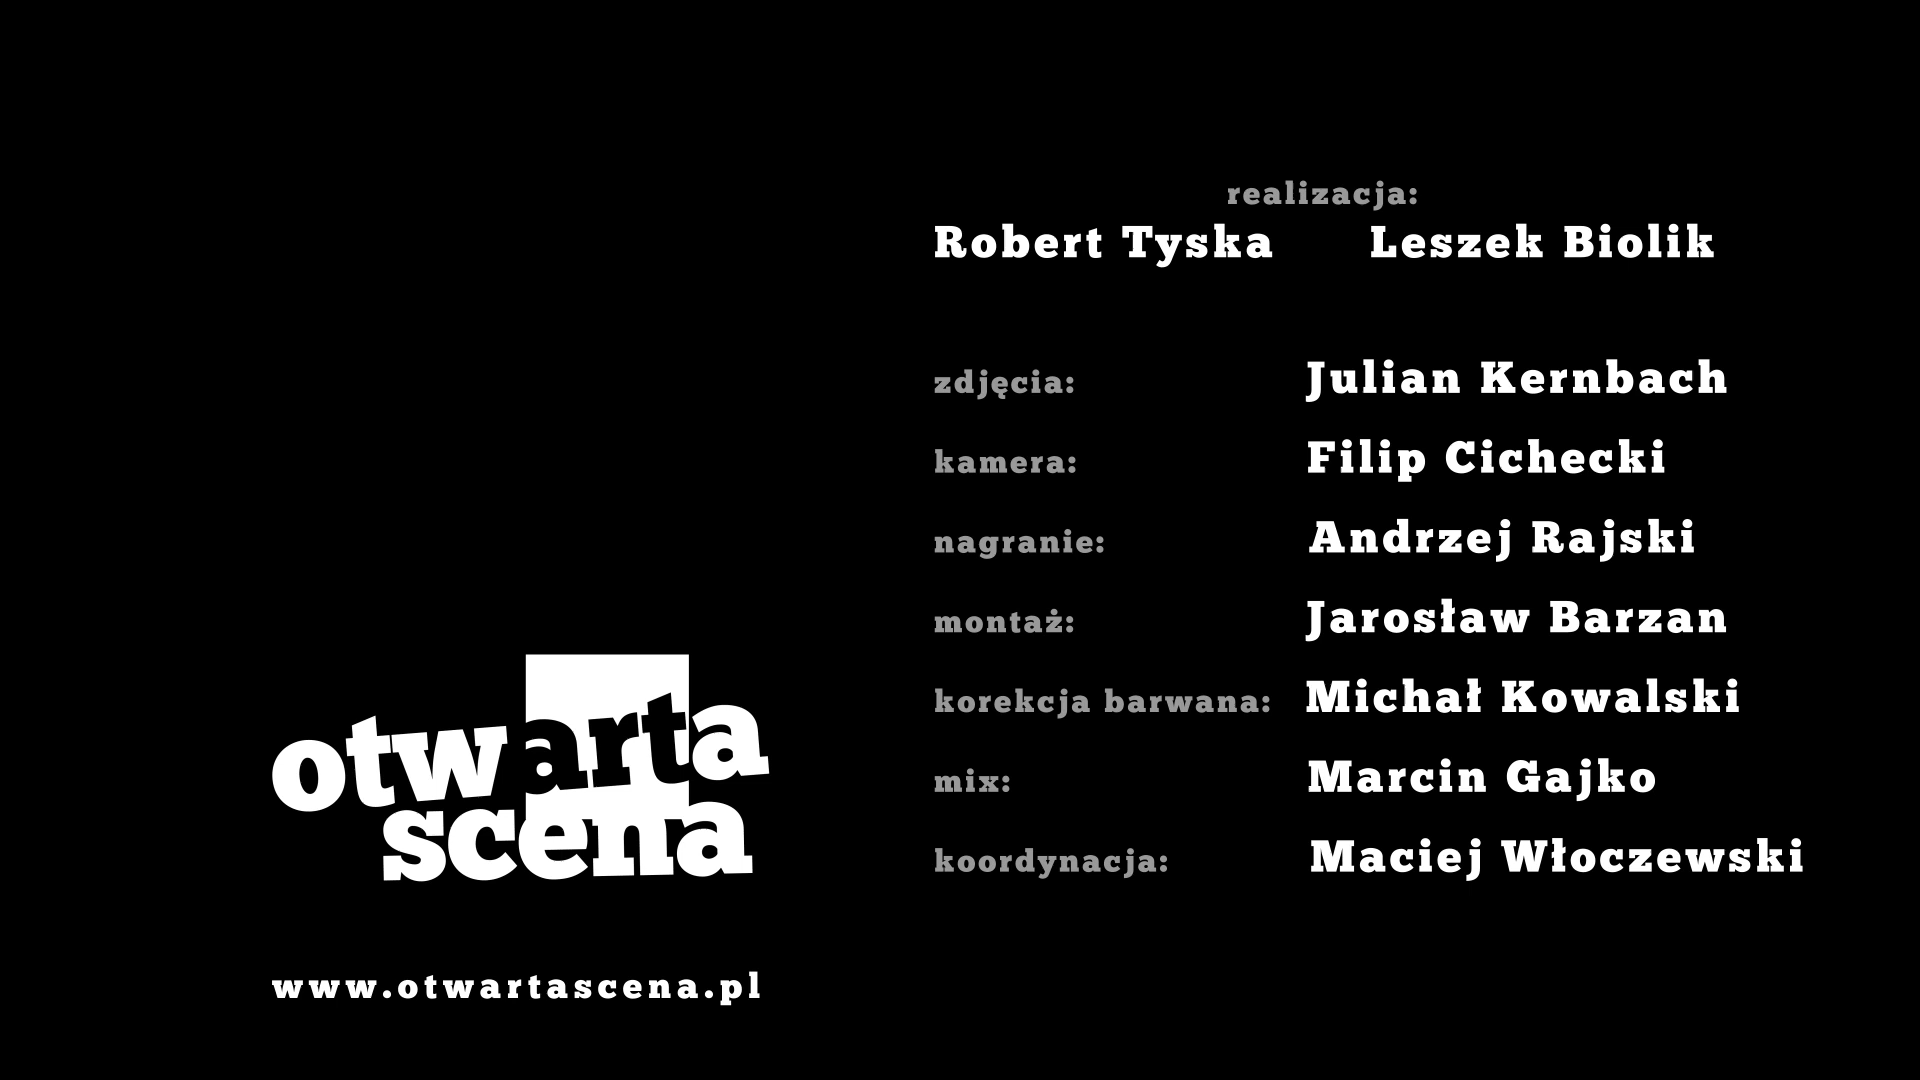 realizacja:
Robert Tyska Leszek Biolik
zdjęcia: Julian Kernbach
kamera: Filip Cichecki
nagranie: Andrzej Rajski
montaż: Jarosław Barzan
korekcja barwana: Michał Kowalski
mix: Marcin Gajko
koordynacja: Maciej Włoczewski
otwarta
scena
www.otwartascena.pl